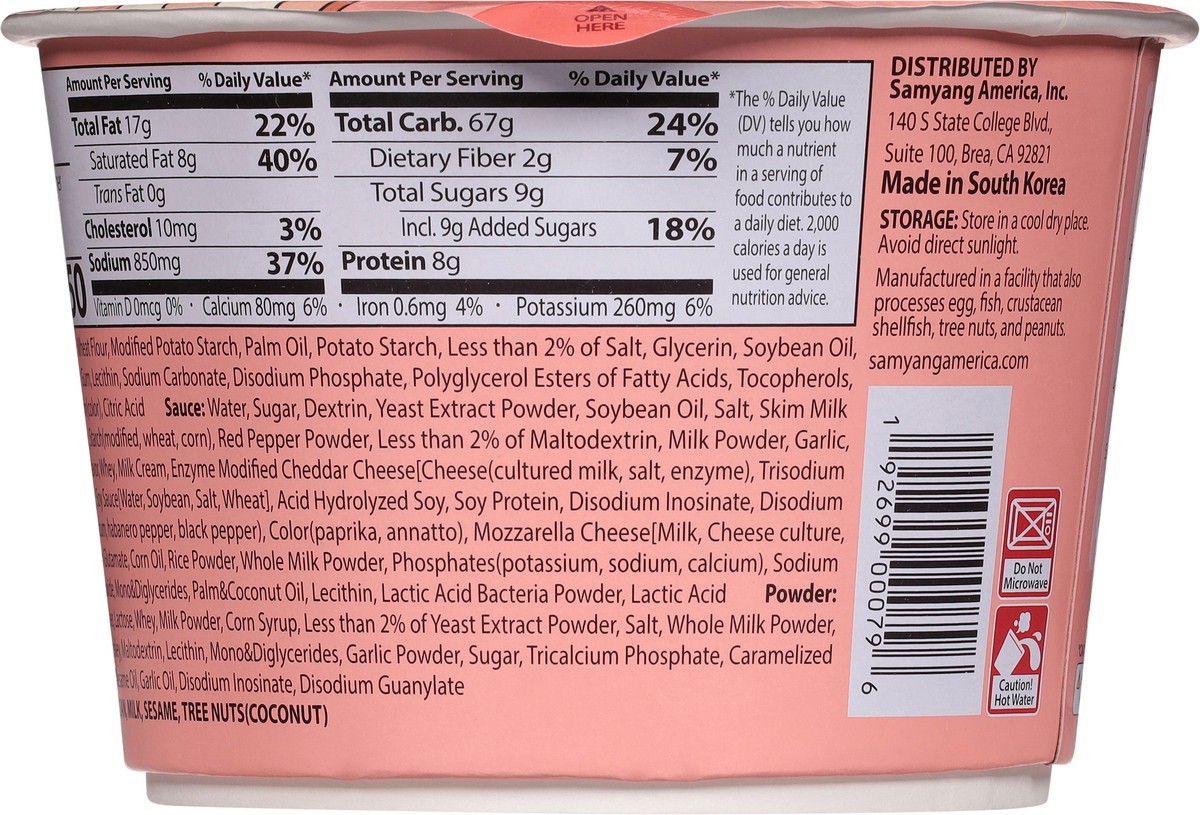 OPEN
HERE
Amount Per Serving % Daily Value*
Total Fat 17g 22%
Saturated Fat 8g 40%
Trans Fat 0g
Cholesterol 10mg 3%
Sodium 850mg 37%
Amount Per Serving % Daily Value*
Total Carb. 67g 24%
Dietary Fiber 2g 7%
Total Sugars 9g
Incl. 9g Added Sugars 18%
Protein 8g
Vitamin D 0mcg 0% · Calcium 80mg 6% · Iron 0.6mg 4% · Potassium 260mg 6%
*The % Daily Value
(DV) tells you how
much a nutrient
in a serving of
food contributes to
a daily diet. 2,000
calories a day is
used for general
nutrition advice.
Flour, Modified Potato Starch, Palm Oil, Potato Starch, Less than 2% of Salt, Glycerin, Soybean Oil,
Lecithin, Sodium Carbonate, Disodium Phosphate, Polyglycerol Esters of Fatty Acids, Tocopherols,
Citric Acid Sauce: Water, Sugar, Dextrin, Yeast Extract Powder, Soybean Oil, Salt, Skim Milk
(modified, wheat, corn), Red Pepper Powder, Less than 2% of Maltodextrin, Milk Powder, Garlic,
Whey, Milk Cream, Enzyme Modified Cheddar Cheese[Cheese(cultured milk, salt, enzyme), Trisodium
Sauce[Water, Soybean, Salt, Wheat], Acid Hydrolyzed Soy, Soy Protein, Disodium Inosinate, Disodium
habanero pepper, black pepper), Color(paprika, annatto), Mozzarella Cheese[Milk, Cheese culture,
Corn Oil, Rice Powder, Whole Milk Powder, Phosphates(potassium, sodium, calcium), Sodium
Mono&Diglycerides, Palm&Coconut Oil, Lecithin, Lactic Acid Bacteria Powder, Lactic Acid Powder:
Lactose, Whey, Milk Powder, Corn Syrup, Less than 2% of Yeast Extract Powder, Salt, Whole Milk Powder,
Maltodextrin, Lecithin, Mono&Diglycerides, Garlic Powder, Sugar, Tricalcium Phosphate, Caramelized
Oil, Garlic Oil, Disodium Inosinate, Disodium Guanylate
MILK, SESAME, TREE NUTS(COCONUT)
DISTRIBUTED BY
Samyang America, Inc.
140 S State College Blvd.,
Suite 100, Brea, CA 92821
Made in South Korea
STORAGE: Store in a cool dry place.
Avoid direct sunlight.
Manufactured in a facility that also
processes egg, fish, crustacean
shellfish, tree nuts, and peanuts.
samyangamerica.com
1 92699 00079 6
Do Not
Microwave
Caution!
Hot Water